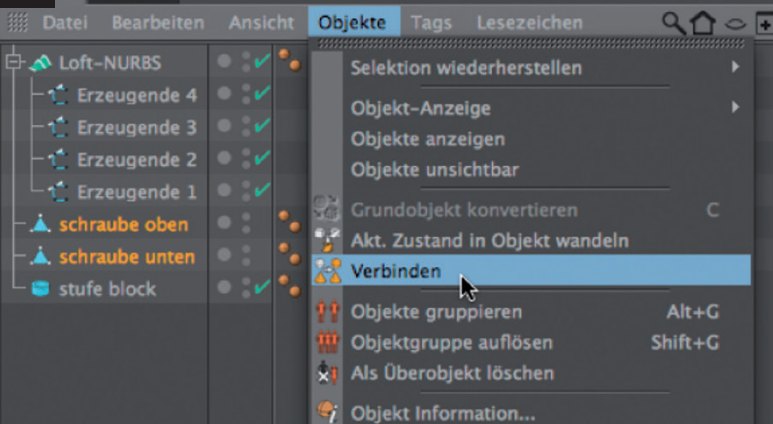 Datei Bearbeiten Ansicht Objekte Tags Lesezeichen
Loft-NURBS
Erzeugende 4
Erzeugende 3
Erzeugende 2
Erzeugende 1
schraube oben
schraube unten
stufe block
Selektion wiederherstellen
Objekt-Anzeige
Objekte anzeigen
Objekte unsichtbar
Grundobjekt konvertieren C
Akt. Zustand in Objekt wandeln
Verbinden
Objekte gruppieren Alt+G
Objektgruppe auflösen Shift+G
Als Überobjekt löschen
Objekt Information...